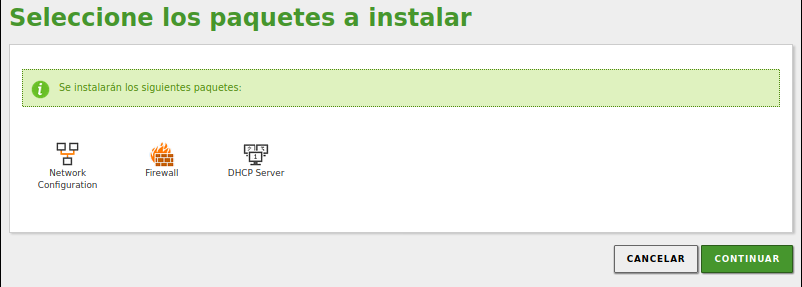 Seleccione los paquetes a instalar
Se instalarán los siguientes paquetes:
Network
Configuration
Firewall
DHCP Server
CANCELAR
CONTINUAR